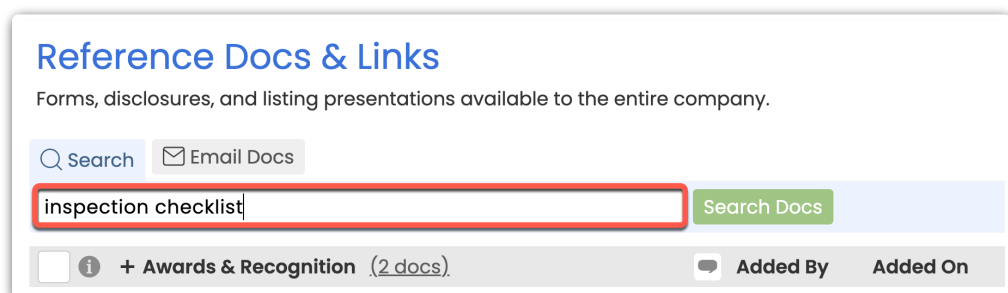 Reference Docs & Links
Forms, disclosures, and listing presentations available to the entire company.
Search Email Docs
inspection checklist Search Docs
+ Awards & Recognition (2 docs) Added By Added On